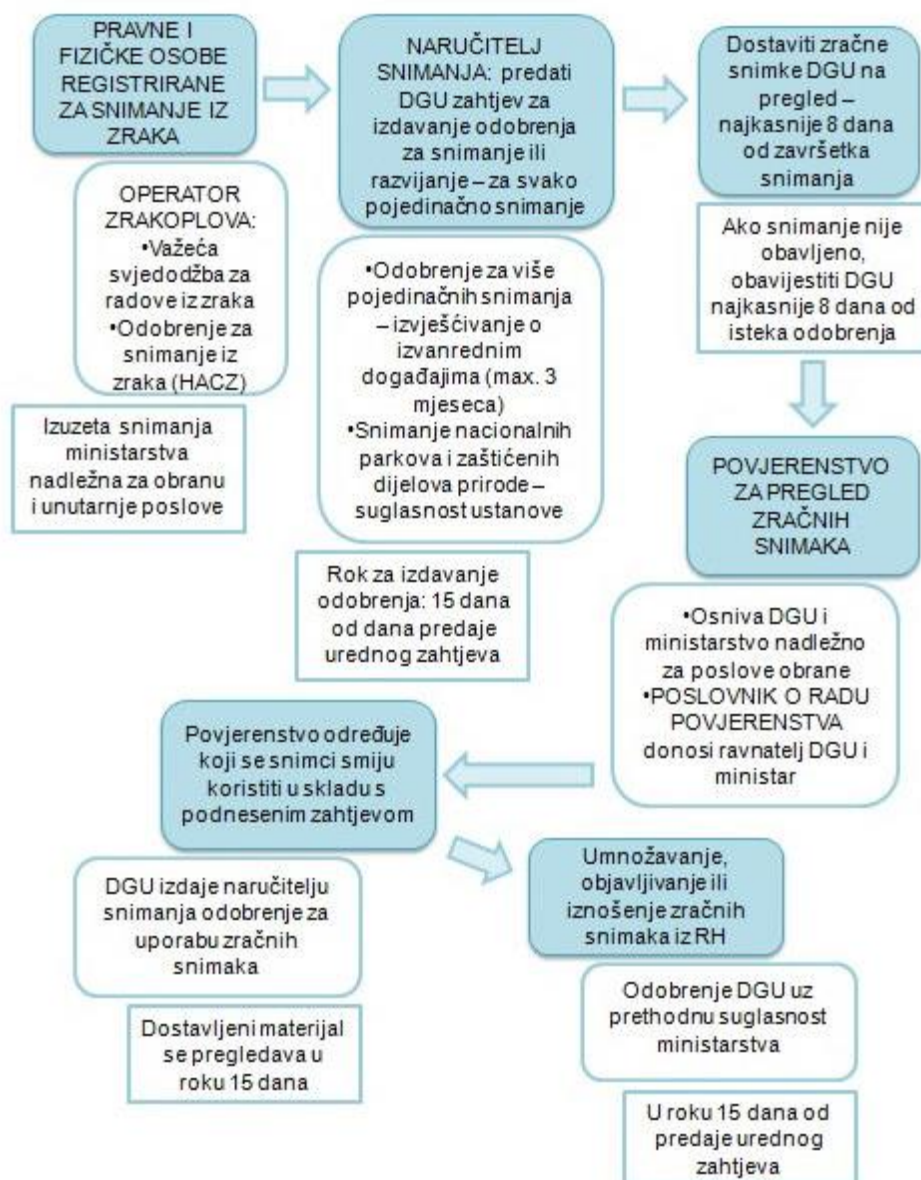 PRAVNE I
FIZIČKE OSOBE
REGISTRIRANE
ZA SNIMANJE IZ
ZRAKA
OPERATOR
ZRAKOPLOVA:
•Važeća
svjedodžba za
radove iz zraka
•Odobrenje za
snimanje iz
zraka (HACZ)
Izuzeta snimanja
ministarstva
nadležna za obranu
i unutarnje poslove
NARUČITELJ
SNIMANJA: predati
DGU zahtjev za
izdavanje odobrenja
za snimanje ili
razvijanje – za svako
pojedinačno snimanje
•Odobrenje za više
pojedinačnih snimanja
– izvješćivanje o
izvanrednim
događajima (max. 3
mjeseca)
•Snimanje nacionalnih
parkova i zaštićenih
dijelova prirode –
suglasnost ustanove
Rok za izdavanje
odobrenja: 15 dana
od dana predaje
urednog zahtjeva
Dostaviti zračne
snimke DGU na
pregled –
najkasnije 8 dana
od završetka
snimanja
Ako snimanje nije
obavljeno,
obavijestiti DGU
najkasnije 8 dana od
isteka odobrenja
POVJERENSTVO
ZA PREGLED
ZRAČNIH
SNIMAKA
•Osniva DGU i
ministarstvo nadležno
za poslove obrane
•POSLOVNIK O RADU
POVJERENSTVA
donosi ravnatelj DGU i
ministar
Povjerenstvo određuje
koji se snimci smiju
koristiti u skladu s
podnesenim zahtjevom
DGU izdaje naručitelju
snimanja odobrenje za
uporabu zračnih
snimaka
Dostavljeni materijal
se pregledava u
roku 15 dana
Umnožavanje,
objavljivanje ili
iznošenje zračnih
snimaka iz RH
Odobrenje DGU uz
prethodnu suglasnost
ministarstva
U roku 15 dana od
predaje urednog
zahtjeva